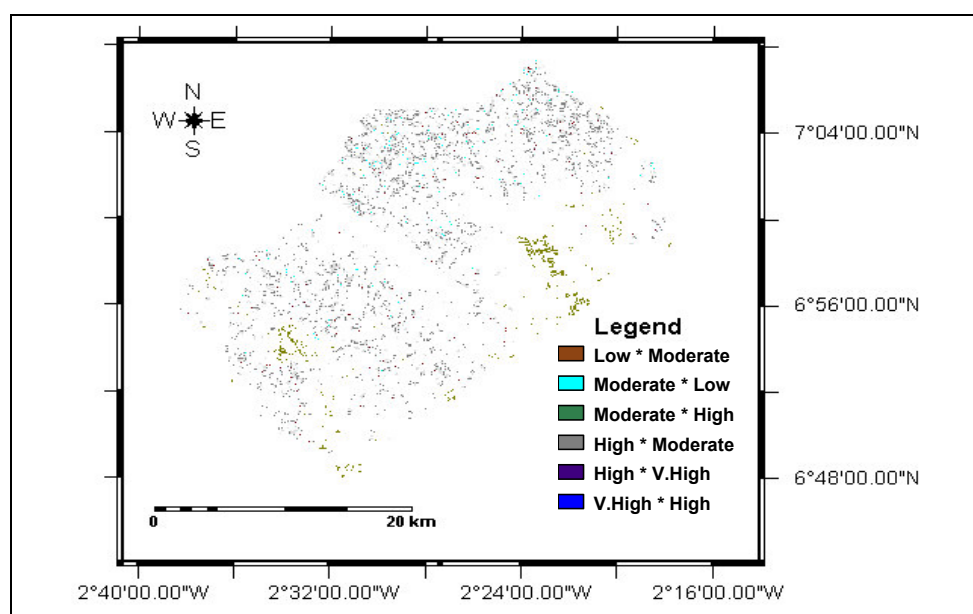 N
W E
S
7°04'00.00"N
6°56'00.00"N
Legend
Low * Moderate
Moderate * Low
Moderate * High
High * Moderate
High * V.High
V.High * High
6°48'00.00"N
0 20 km
2°40'00.00"W 2°32'00.00"W 2°24'00.00"W 2°16'00.00"W